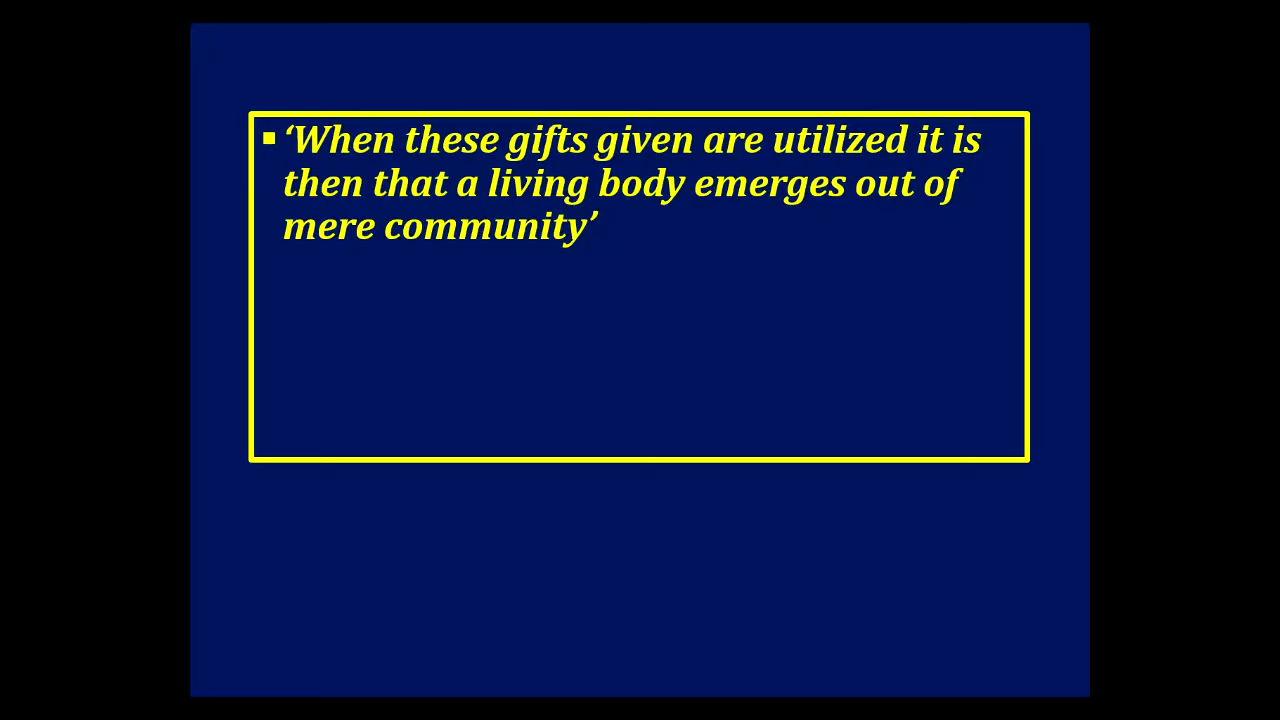 ▪ ‘When these gifts given are utilized it is
then that a living body emerges out of
mere community’